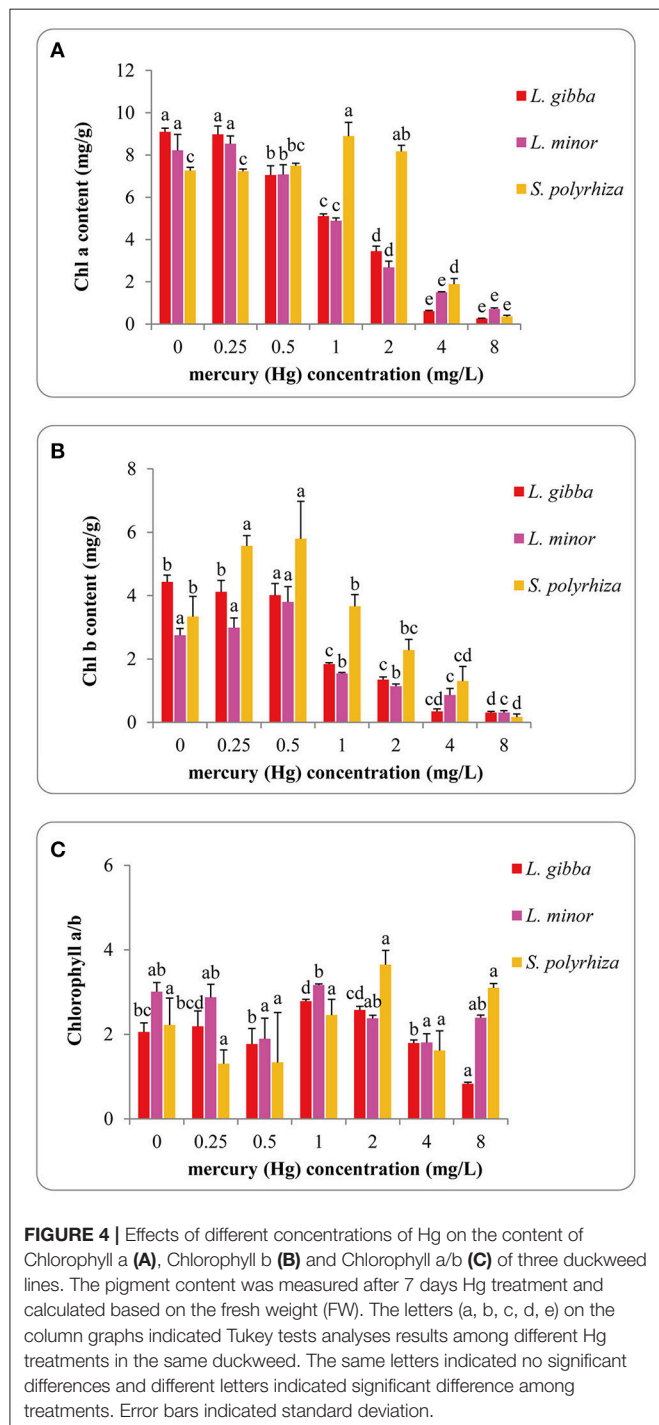 A
12
10
8
6
4
2
0
Chl a content (mg/g)
a a c a a c b b bc c c a d d ab e e d e e e
L. gibba
L. minor
S. polyrhiza
0 0.25 0.5 1 2 4 8
mercury (Hg) concentration (mg/L)
B
8
6
4
2
0
Chl b content (mg/g)
b a b b a a a a a c b b c b bc cd c cd d c d
L. gibba
L. minor
S. polyrhiza
0 0.25 0.5 1 2 4 8
mercury (Hg) concentration (mg/L)
C
6
4
2
0
Chlorophyll a/b
bc ab a bcd ab a b a a d b a cd ab a b a a a ab a
L. gibba
L. minor
S. polyrhiza
0 0.25 0.5 1 2 4 8
mercury (Hg) concentration (mg/L)
FIGURE 4 | Effects of different concentrations of Hg on the content of
Chlorophyll a (A), Chlorophyll b (B) and Chlorophyll a/b (C) of three duckweed
lines. The pigment content was measured after 7 days Hg treatment and
calculated based on the fresh weight (FW). The letters (a, b, c, d, e) on the
column graphs indicated Tukey tests analyses results among different Hg
treatments in the same duckweed. The same letters indicated no significant
differences and different letters indicated significant difference among
treatments. Error bars indicated standard deviation.